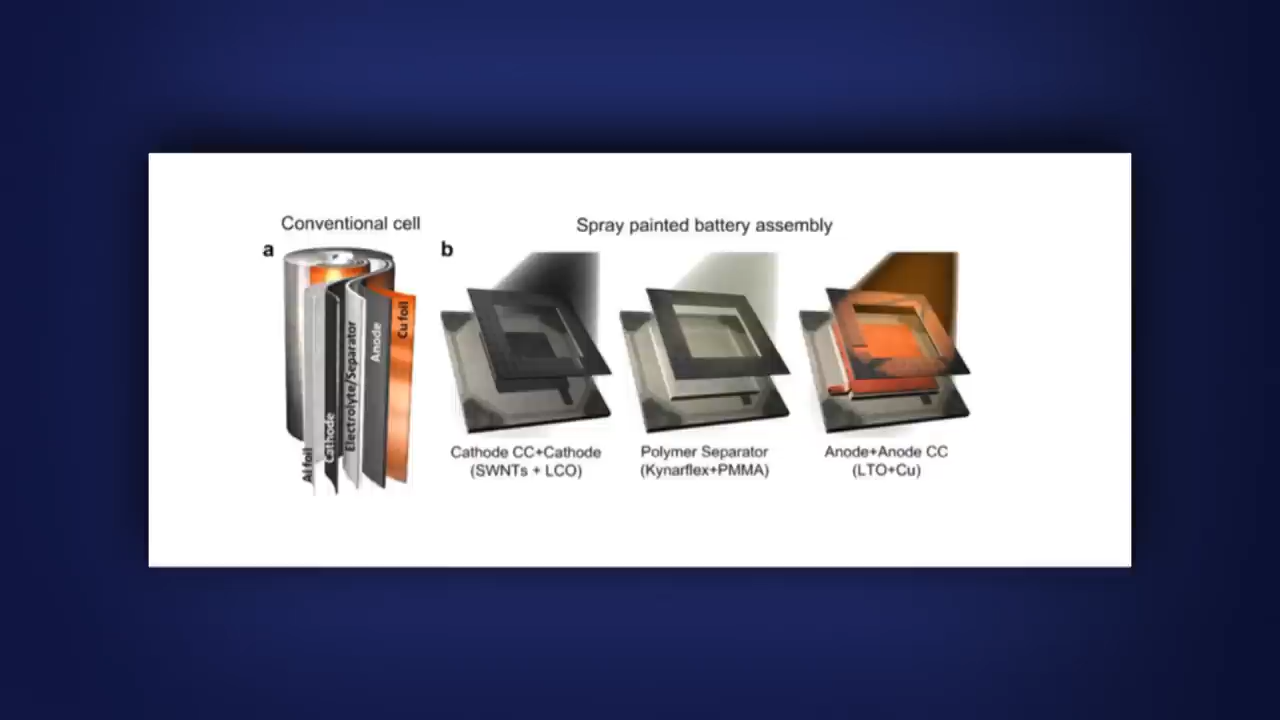 Conventional cell
a
Al foil
Cathode
Electrolyte/Separator
Anode
Cu foil
Spray painted battery assembly
b
Cathode CC+Cathode
(SWNTs + LCO)
Polymer Separator
(Kynarflex+PMMA)
Anode+Anode CC
(LTO+Cu)